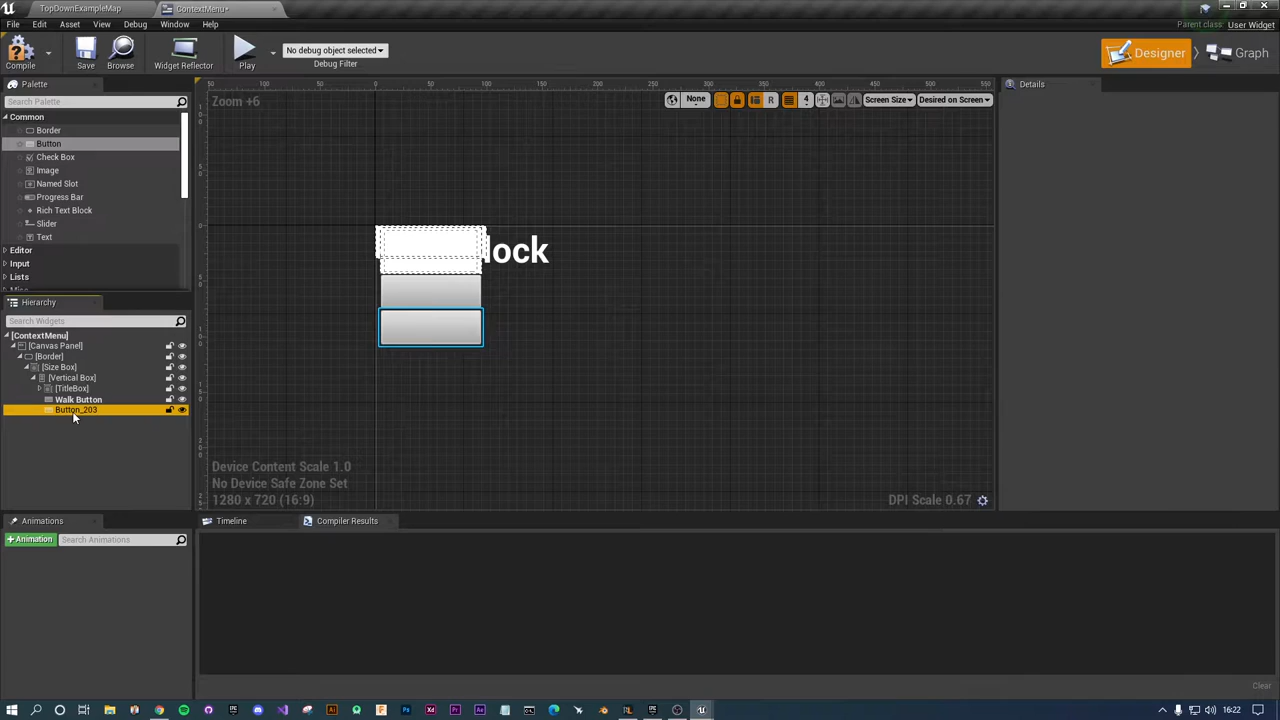 TopDownExampleMap
ContextMenu*
File
Edit
Asset
View
Debug
Window
Help
Parent class:
User Widget
Compile
Save
Browse
Widget Reflector
Play
No debug object selected
Debug Filter
Designer
Graph
Palette
Search Palette
Common
Border
Button
Check Box
Image
Named Slot
Progress Bar
Rich Text Block
Slider
Text
Editor
Input
Lists
Zoom +6
None
R
4
Screen Size
Desired on Screen
Details
lock
Hierarchy
Search Widgets
[ContextMenu]
[Canvas Panel]
[Border]
[Size Box]
[Vertical Box]
[TitleBox]
Walk Button
Button_203
Device Content Scale 1.0
No Device Safe Zone Set
1280 x 720 (16:9)
DPI Scale 0.67
Animations
Timeline
Compiler Results
+Animation
Search Animations
Clear
16:22